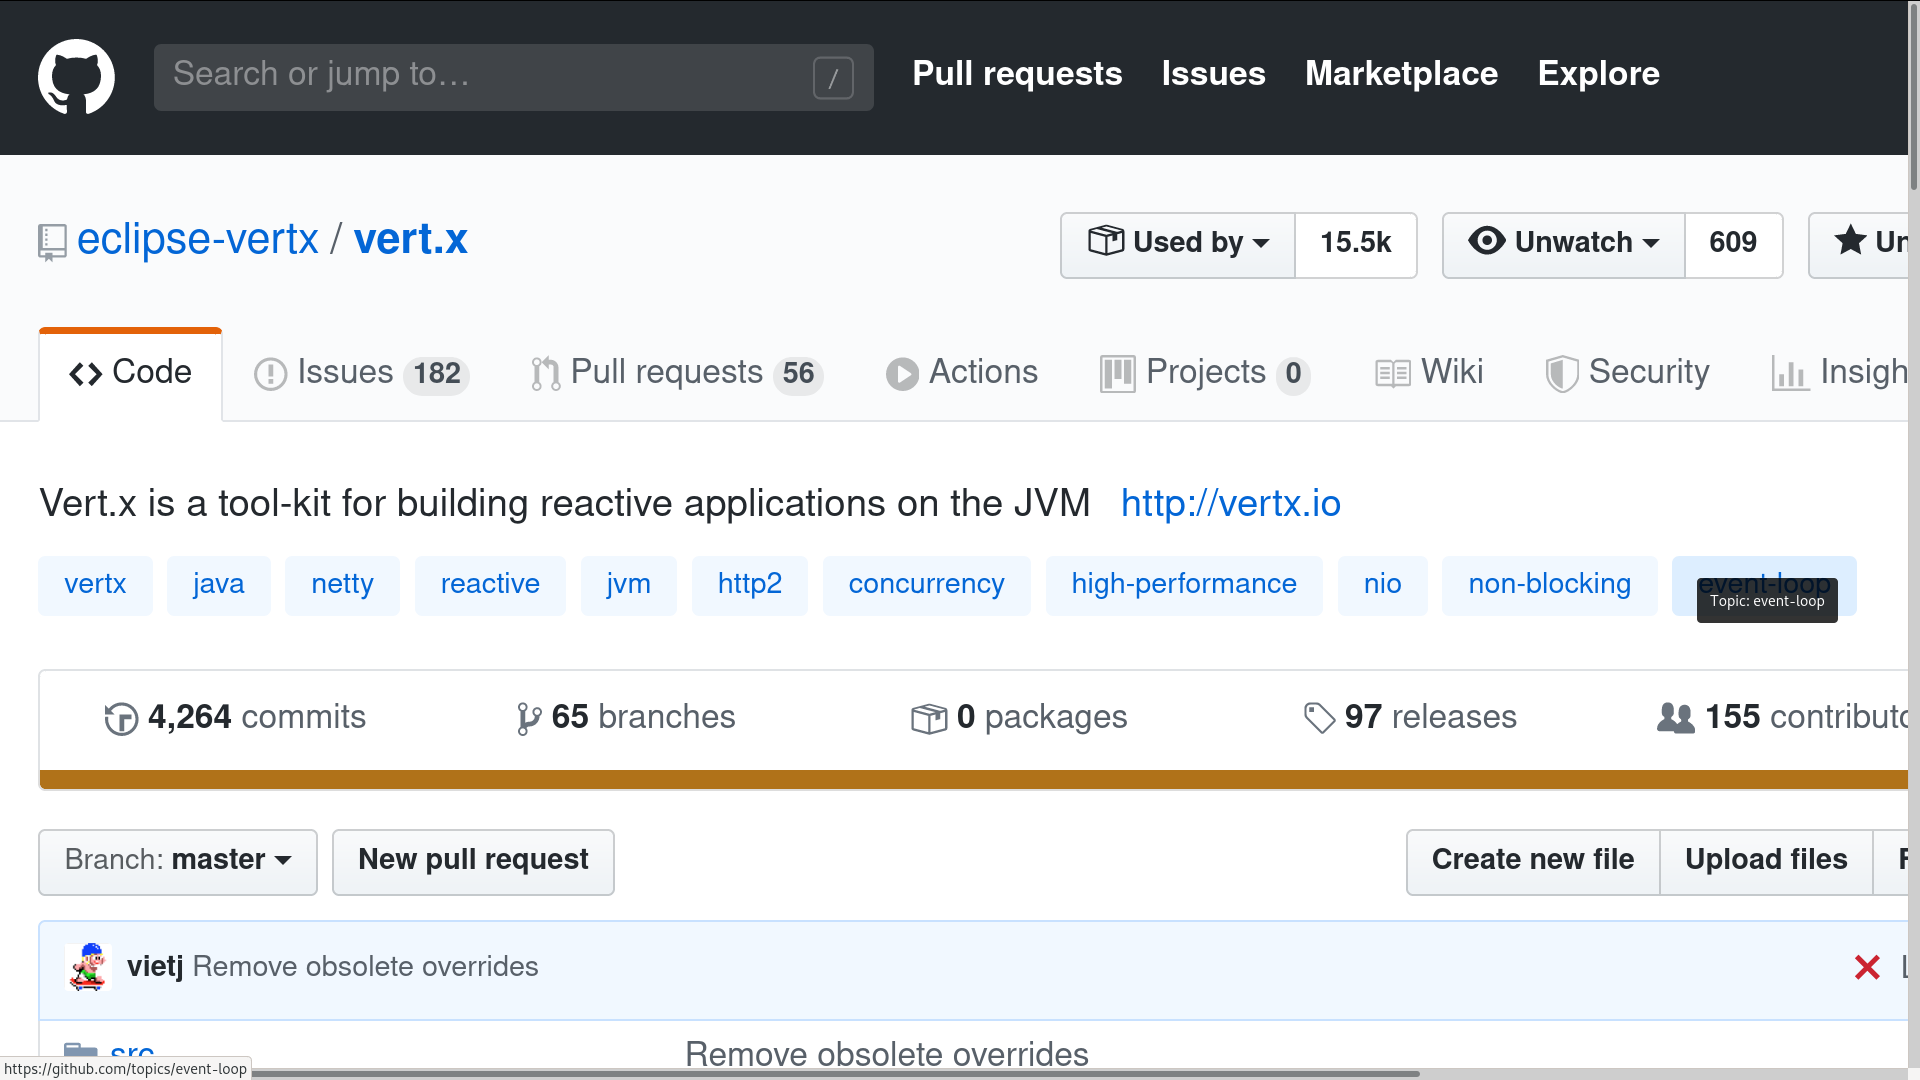 Search or jump to… /
Pull requests Issues Marketplace Explore
eclipse-vertx / vert.x
Used by 15.5k Unwatch 609
Code Issues 182 Pull requests 56 Actions Projects 0 Wiki Security
Vert.x is a tool-kit for building reactive applications on the JVM http://vertx.io
vertx java netty reactive jvm http2 concurrency high-performance nio non-blocking event-loop
Topic: event-loop
4,264 commits 65 branches 0 packages 97 releases 155
Branch: master New pull request Create new file Upload files
vietj Remove obsolete overrides
src Remove obsolete overrides
https://github.com/topics/event-loop